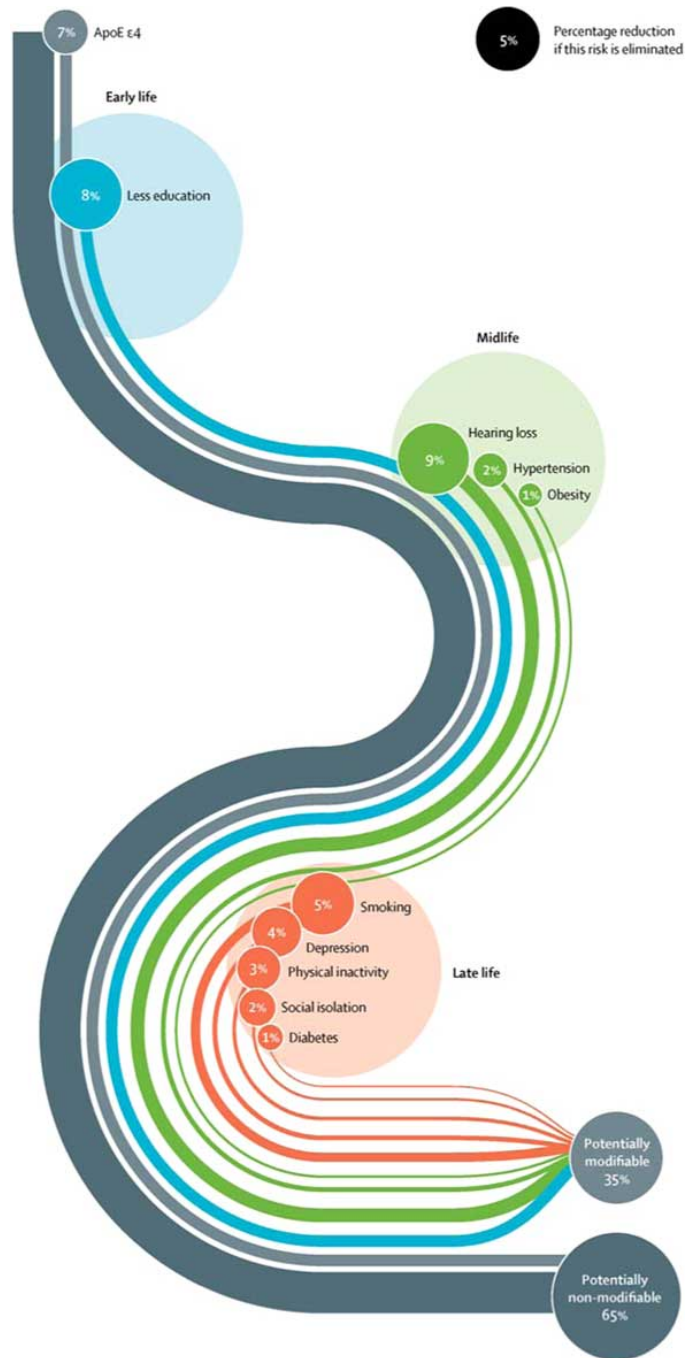 7%
ApoE ε4
5%
Percentage reduction
if this risk is eliminated
Early life
8%
Less education
Midlife
Hearing loss
9%
2%
Hypertension
1%
Obesity
5%
Smoking
4%
Depression
3%
Physical inactivity
Late life
2%
Social isolation
1%
Diabetes
Potentially
modifiable
35%
Potentially
non-modifiable
65%